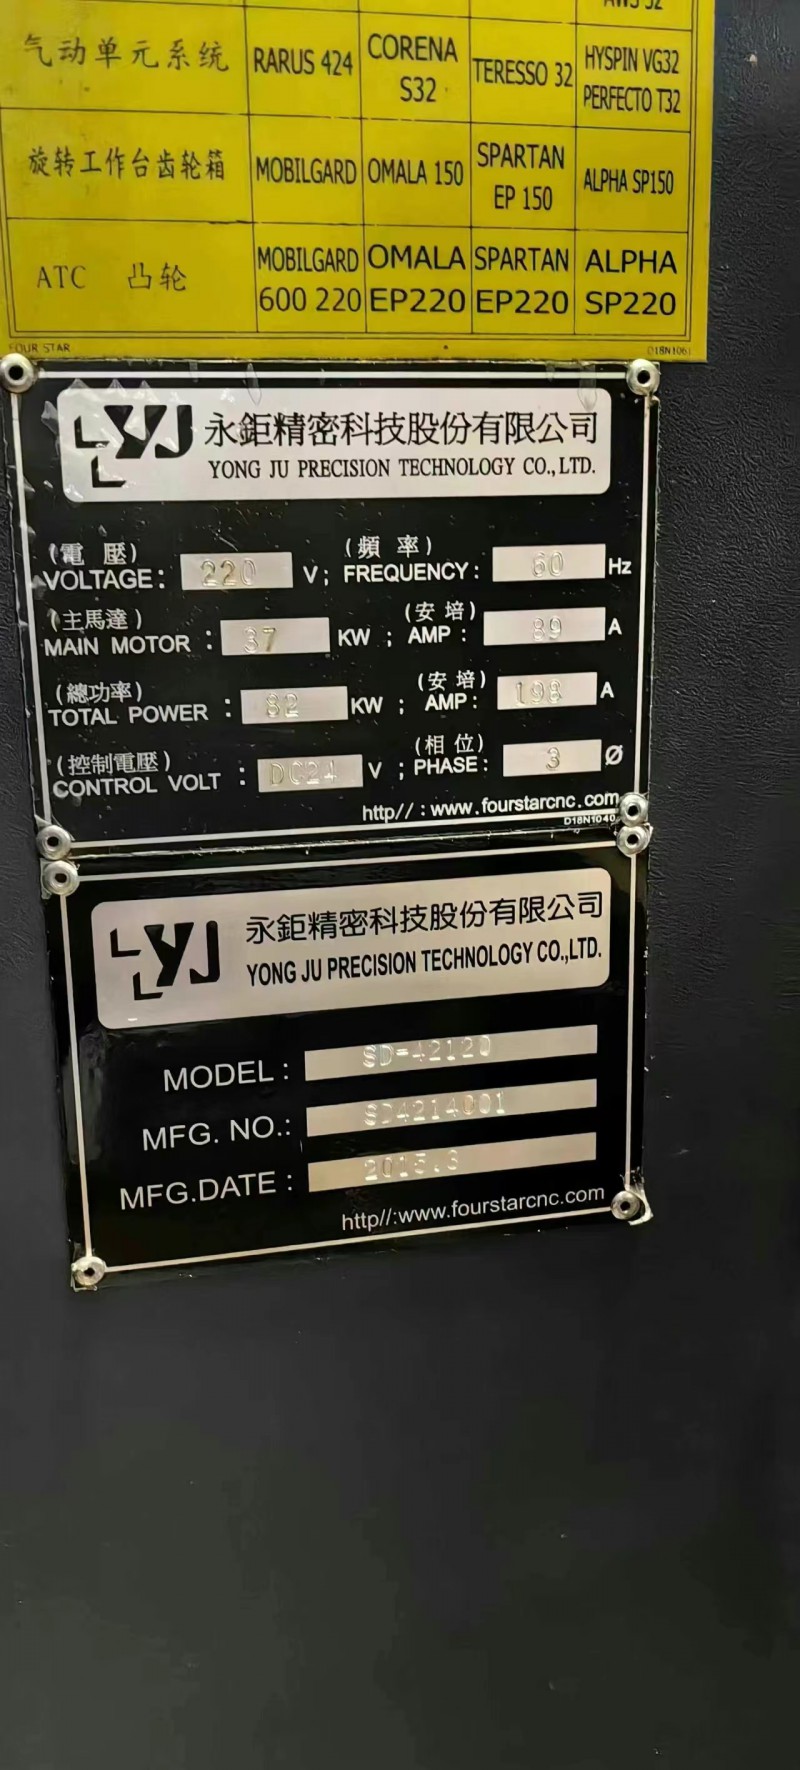 AWS 32
气动单元系统 RARUS 424 CORENA S32 TERESSO 32 HYSPIN VG32 PERFECTO T32
旋转工作台齿轮箱 MOBILGARD OMALA 150 SPARTAN EP 150 ALPHA SP150
ATC 凸轮 MOBILGARD 600 220 OMALA EP220 SPARTAN EP220 ALPHA SP220
FOUR STAR D18N1061
YJ 永鉅精密科技股份有限公司
YONG JU PRECISION TECHNOLOGY CO.,LTD.
(電 壓) (頻 率)
VOLTAGE: 220 V; FREQUENCY: 60 Hz
(主馬達) (安 培)
MAIN MOTOR : 37 KW ; AMP : 89 A
(總功率) (安 培)
TOTAL POWER : 82 KW ; AMP: 198 A
(控制電壓) (相 位)
CONTROL VOLT : DC24 V ; PHASE: 3 Ø
http// : www.fourstarcnc.com
D18N1040
YJ 永鉅精密科技股份有限公司
YONG JU PRECISION TECHNOLOGY CO.,LTD.
MODEL : SD-42120
MFG. NO.: SD4214001
MFG.DATE :
http//:www.fourstarcnc.com